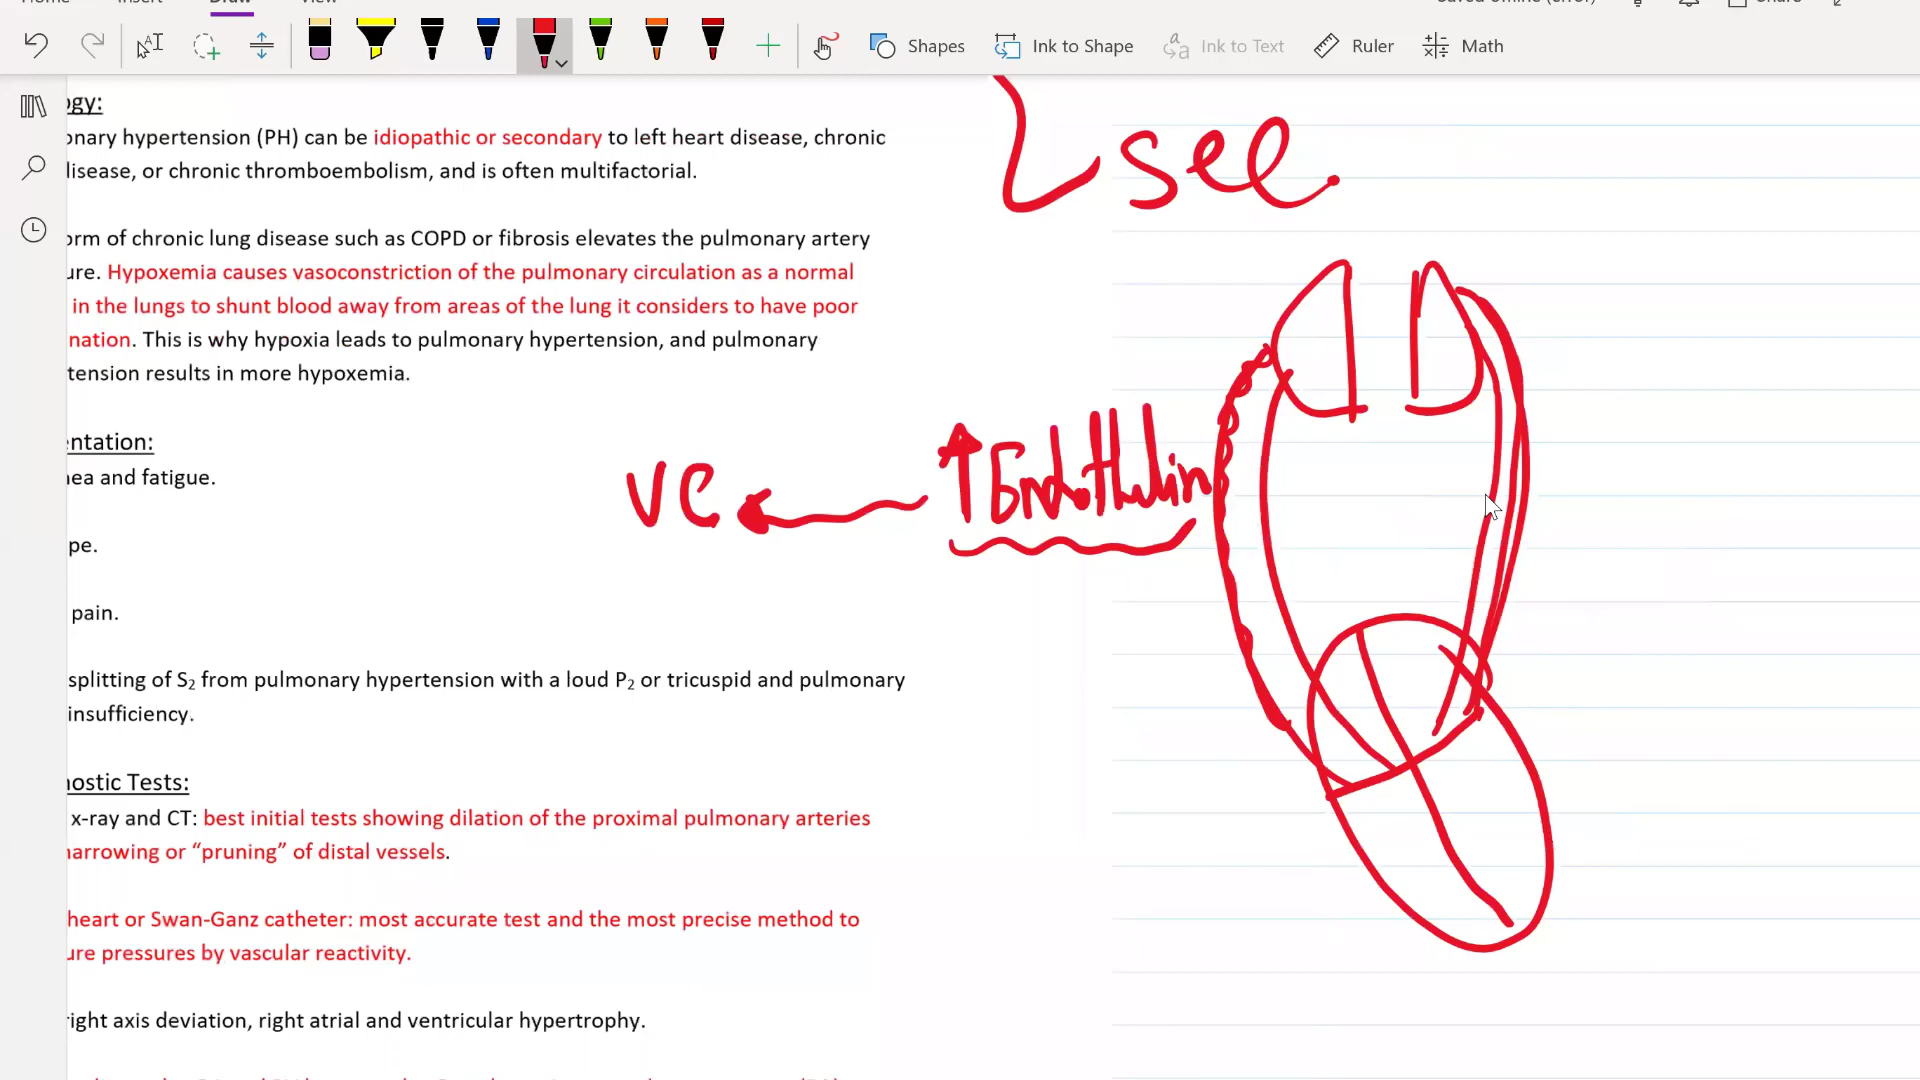 Shapes Ink to Shape Ink to Text Ruler Math
ogy:
onary hypertension (PH) can be idiopathic or secondary to left heart disease, chronic
disease, or chronic thromboembolism, and is often multifactorial.
orm of chronic lung disease such as COPD or fibrosis elevates the pulmonary artery
ure. Hypoxemia causes vasoconstriction of the pulmonary circulation as a normal
in the lungs to shunt blood away from areas of the lung it considers to have poor
nation. This is why hypoxia leads to pulmonary hypertension, and pulmonary
tension results in more hypoxemia.
entation:
nea and fatigue.
pe.
pain.
splitting of S₂ from pulmonary hypertension with a loud P₂ or tricuspid and pulmonary
insufficiency.
nostic Tests:
x-ray and CT: best initial tests showing dilation of the proximal pulmonary arteries
narrowing or “pruning” of distal vessels.
heart or Swan-Ganz catheter: most accurate test and the most precise method to
ure pressures by vascular reactivity.
right axis deviation, right atrial and ventricular hypertrophy.
see
VC ← ↑ Endothelin